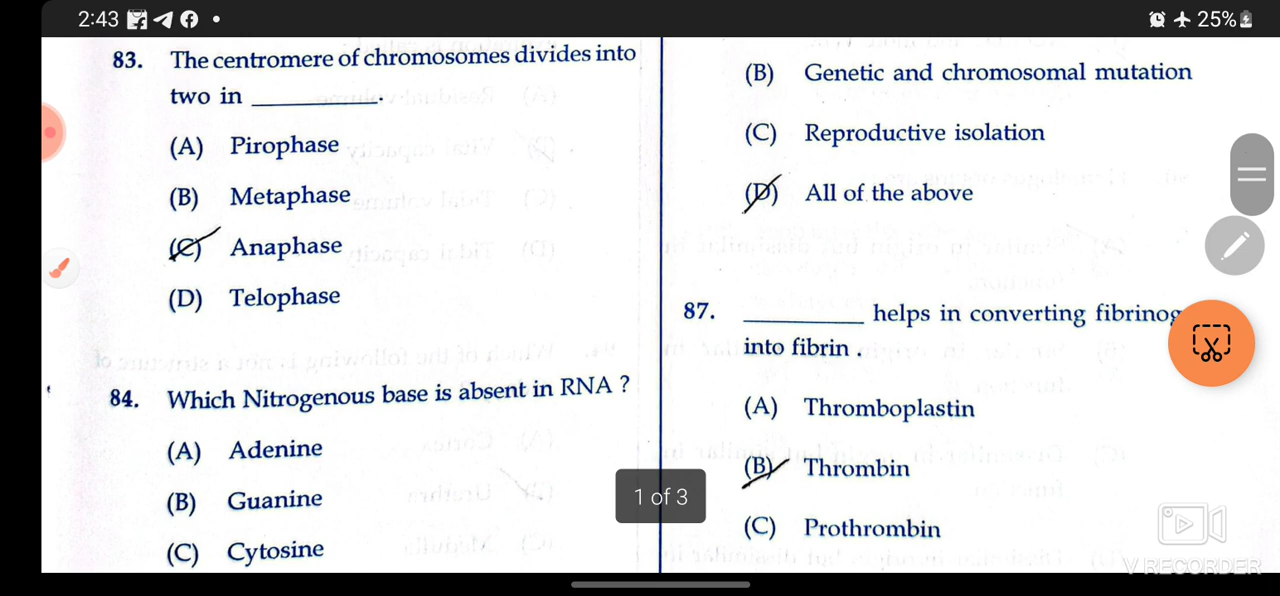 2:43
25%
83. The centromere of chromosomes divides into
two in ________.
(A) Pirophase
(B) Metaphase
(C) Anaphase
(D) Telophase
84. Which Nitrogenous base is absent in RNA ?
(A) Adenine
(B) Guanine
(C) Cytosine
(B) Genetic and chromosomal mutation
(C) Reproductive isolation
(D) All of the above
87. ________ helps in converting fibrinog
into fibrin .
(A) Thromboplastin
(B) Thrombin
(C) Prothrombin
1 of 3
V RECORDER